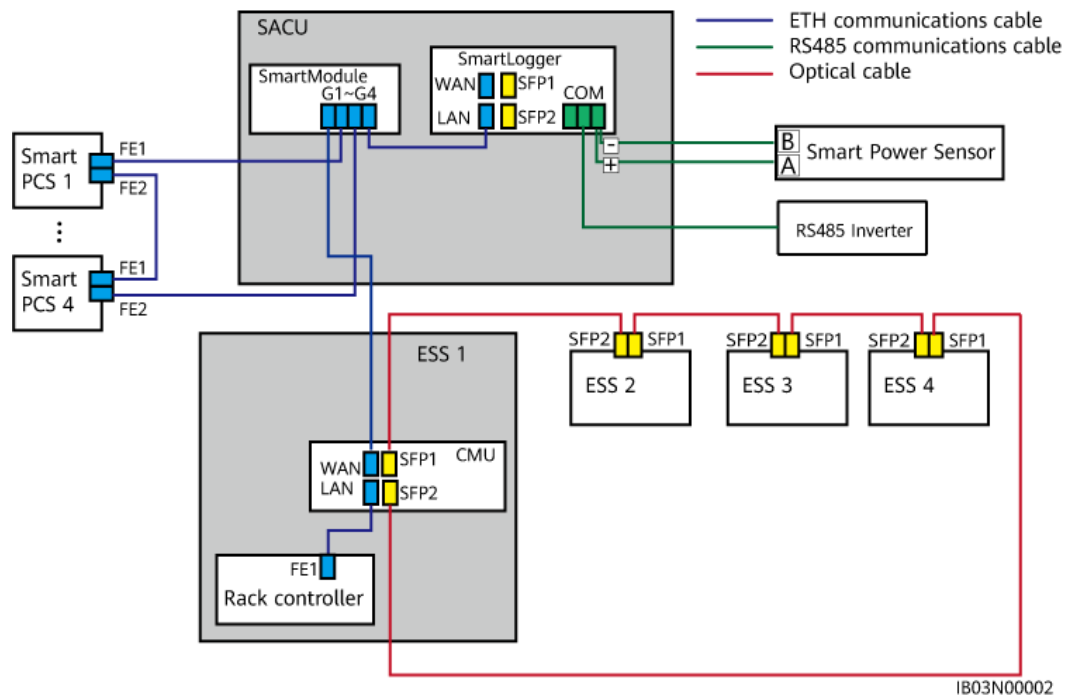 SACU
ETH communications cable
RS485 communications cable
Optical cable
SmartModule
G1~G4
SmartLogger
WAN
SFP1
COM
LAN
SFP2
−
+
B
A
Smart Power Sensor
RS485 Inverter
Smart
PCS 1
FE1
FE2
⋮
Smart
PCS 4
FE1
FE2
ESS 1
WAN
SFP1
CMU
LAN
SFP2
FE1
Rack controller
SFP2
SFP1
ESS 2
SFP2
SFP1
ESS 3
SFP2
SFP1
ESS 4
IB03N00002